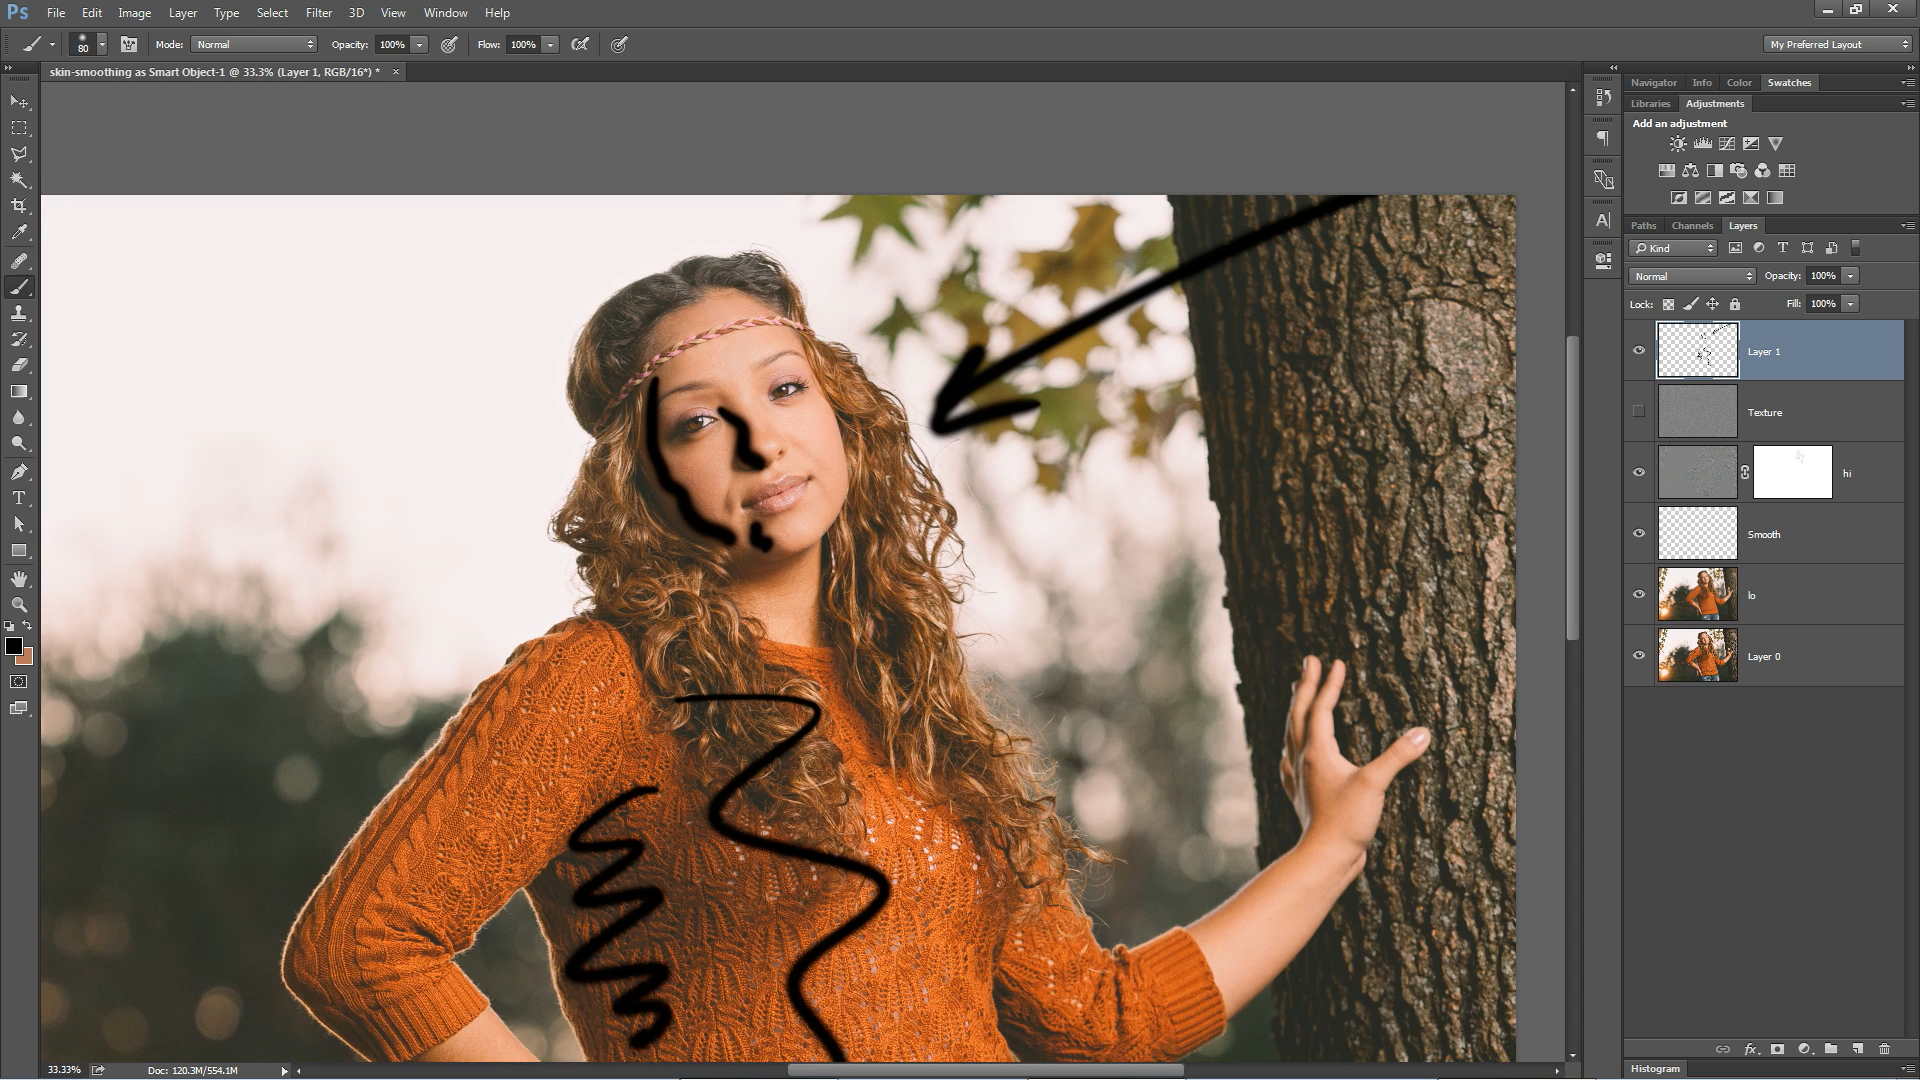 Ps File Edit Image Layer Type Select Filter 3D View Window Help
80 Mode: Normal Opacity: 100% Flow: 100% My Preferred Layout
skin-smoothing as Smart Object-1 @ 33.3% (Layer 1, RGB/16*) * ×
Navigator Info Color Swatches
Libraries Adjustments
Add an adjustment
Paths Channels Layers
Kind
Normal Opacity: 100%
Lock: Fill: 100%
Layer 1
Texture
hi
Smooth
lo
Layer 0
33.33% Doc: 120.3M/554.1M
Histogram